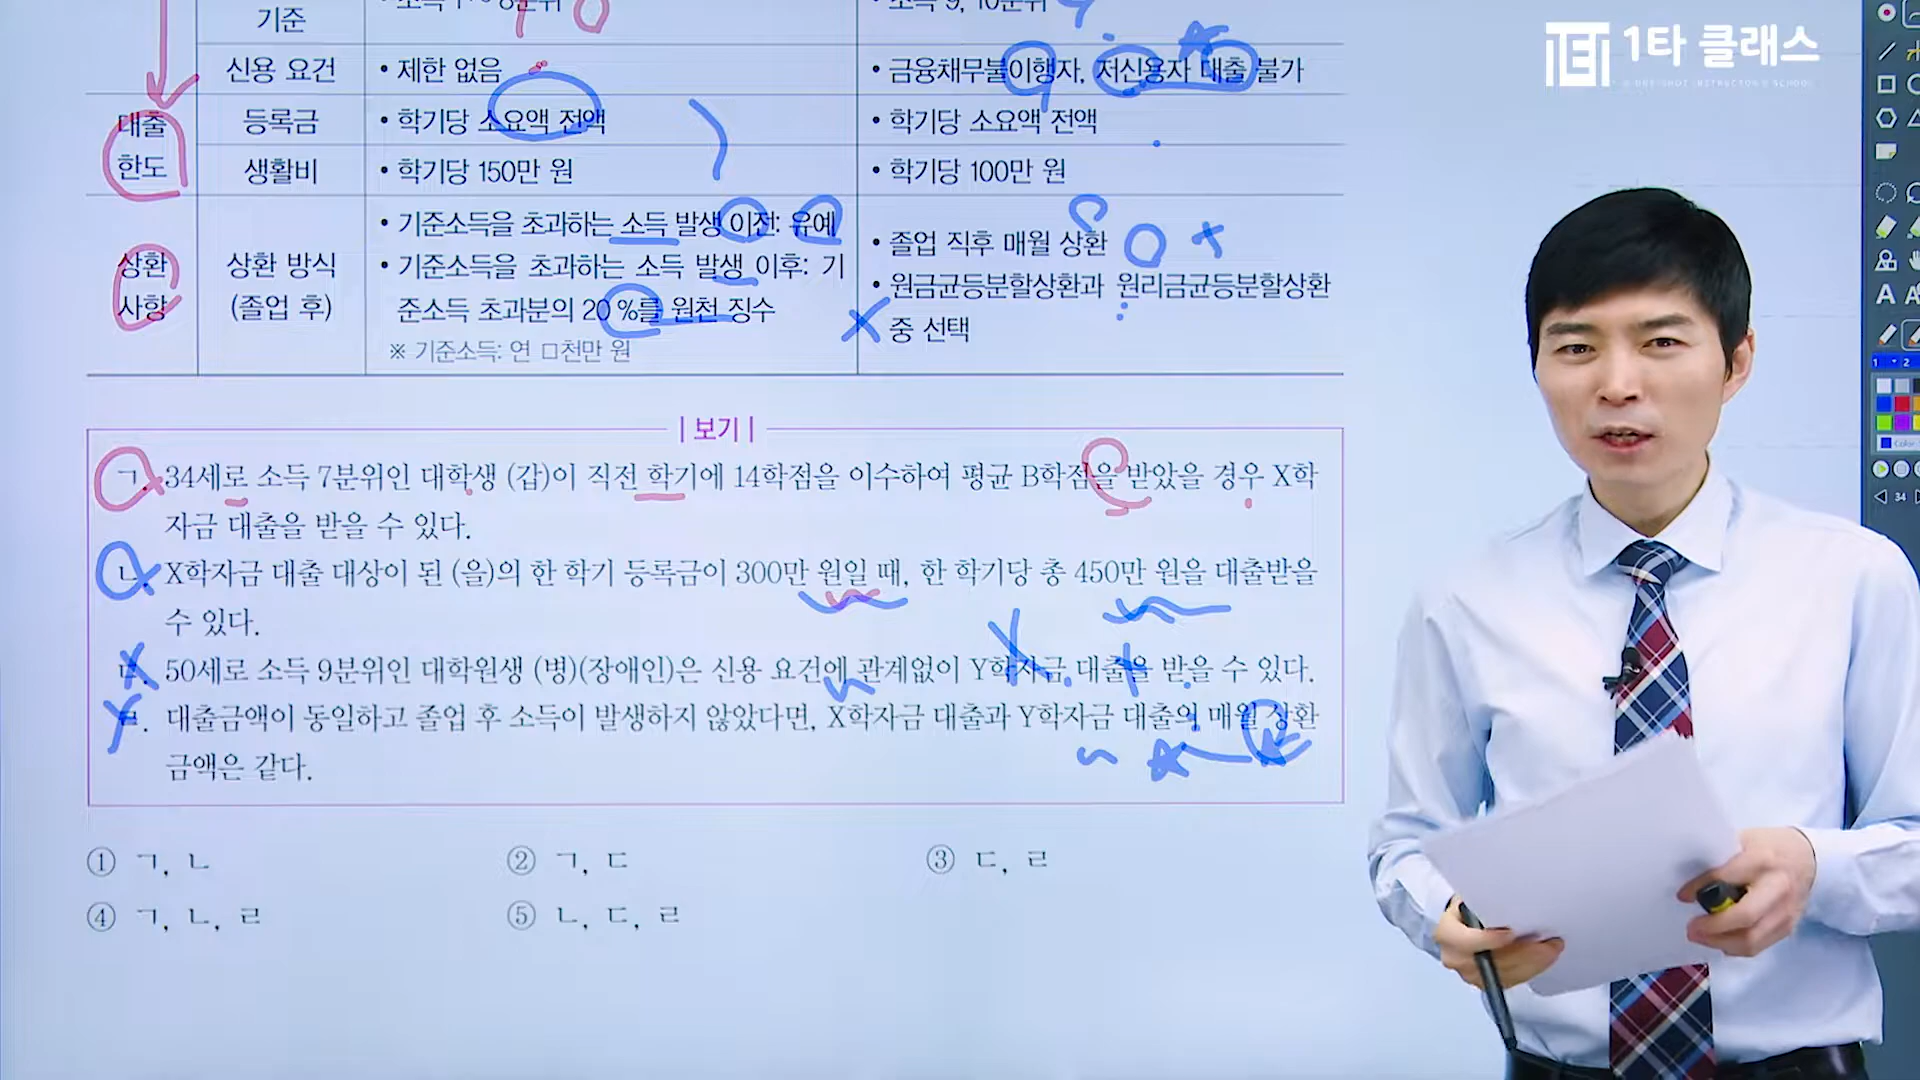 기준
• 소득 9, 10분위
1타 클래스
신용 요건
• 제한 없음
• 금융채무불이행자, 저신용자 대출 불가
대출
한도
등록금
• 학기당 소요액 전액
• 학기당 소요액 전액
생활비
• 학기당 150만 원
• 학기당 100만 원
상환
사항
상환 방식
(졸업 후)
• 기준소득을 초과하는 소득 발생 이전: 유예
• 기준소득을 초과하는 소득 발생 이후: 기
준소득 초과분의 20 %를 원천 징수
※ 기준소득: 연 □천만 원
• 졸업 직후 매월 상환
• 원금균등분할상환과 원리금균등분할상환
중 선택
| 보기 |
ㄱ. 34세로 소득 7분위인 대학생 (갑)이 직전 학기에 14학점을 이수하여 평균 B학점을 받았을 경우 X학
자금 대출을 받을 수 있다.
ㄴ. X학자금 대출 대상이 된 (을)의 한 학기 등록금이 300만 원일 때, 한 학기당 총 450만 원을 대출받을
수 있다.
ㄷ. 50세로 소득 9분위인 대학원생 (병)(장애인)은 신용 요건에 관계없이 Y학자금 대출을 받을 수 있다.
ㄹ. 대출금액이 동일하고 졸업 후 소득이 발생하지 않았다면, X학자금 대출과 Y학자금 대출의 매월 상환
금액은 같다.
① ㄱ, ㄴ
② ㄱ, ㄷ
③ ㄷ, ㄹ
④ ㄱ, ㄴ, ㄹ
⑤ ㄴ, ㄷ, ㄹ
34